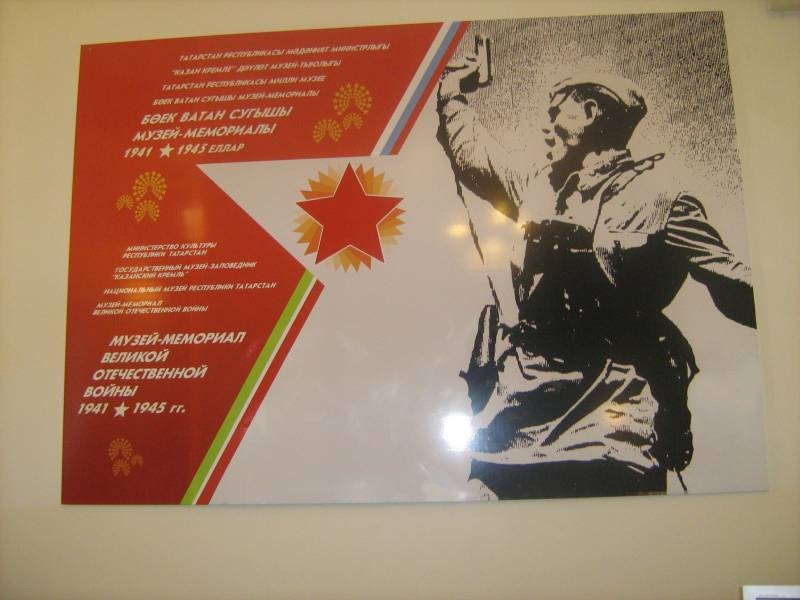 ТАТАРСТАН РЕСПУБЛИКАСЫ МӘДӘНИЯТ МИНИСТРЛЫГЫ
"КАЗАН КРЕМЛЕ" ДӘҮЛӘТ МУЗЕЙ-ТЫЮЛЫГЫ
ТАТАРСТАН РЕСПУБЛИКАСЫ МИЛЛИ МУЗЕЕ
БӨЕК ВАТАН СУГЫШЫ МУЗЕЙ-МЕМОРИАЛЫ
БӨЕК ВАТАН СУГЫШЫ
МУЗЕЙ-МЕМОРИАЛЫ
1941 ★ 1945 ЕЛЛАР
МИНИСТЕРСТВО КУЛЬТУРЫ
РЕСПУБЛИКИ ТАТАРСТАН
ГОСУДАРСТВЕННЫЙ МУЗЕЙ-ЗАПОВЕДНИК
"КАЗАНСКИЙ КРЕМЛЬ"
НАЦИОНАЛЬНЫЙ МУЗЕЙ РЕСПУБЛИКИ ТАТАРСТАН
МУЗЕЙ-МЕМОРИАЛ
ВЕЛИКОЙ ОТЕЧЕСТВЕННОЙ ВОЙНЫ
МУЗЕЙ-МЕМОРИАЛ
ВЕЛИКОЙ
ОТЕЧЕСТВЕННОЙ
ВОЙНЫ
1941 ★ 1945 гг.